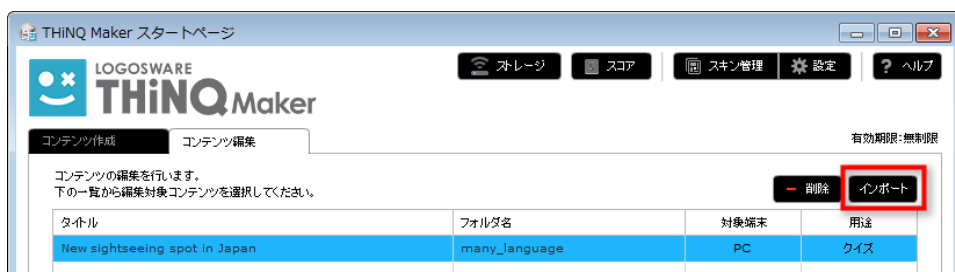 THiNQ Maker スタートページ
ストレージ スコア スキン管理 設定 ? ヘルプ
LOGOSWARE
THiNQ Maker
コンテンツ作成 コンテンツ編集 有効期限:無制限
コンテンツの編集を行います。
下の一覧から編集対象コンテンツを選択してください。
削除 インポート
タイトル フォルダ名 対象端末 用途
New sightseeing spot in Japan many_language PC クイズ